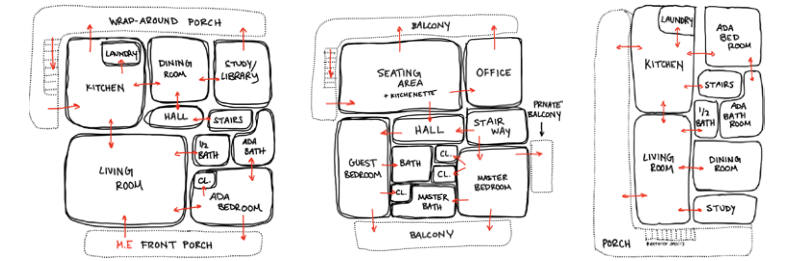 WRAP-AROUND PORCH
LAUNDRY
KITCHEN
DINING
ROOM
STUDY/
LIBRARY
HALL
STAIRS
1/2
BATH
ADA
BATH
LIVING
ROOM
CL.
ADA
BEDROOM
M.E FRONT PORCH
BALCONY
SEATING
AREA
+ KITCHENETTE
OFFICE
PRIVATE
BALCONY
HALL
STAIR
WAY
GUEST
BEDROOM
BATH
CL.
CL.
CL.
MASTER
BATH
MASTER
BEDROOM
BALCONY
LAUNDRY
ADA
BED
ROOM
KITCHEN
STAIRS
1/2
BATH
ADA
BATH
ROOM
LIVING
ROOM
DINING
ROOM
STUDY
PORCH